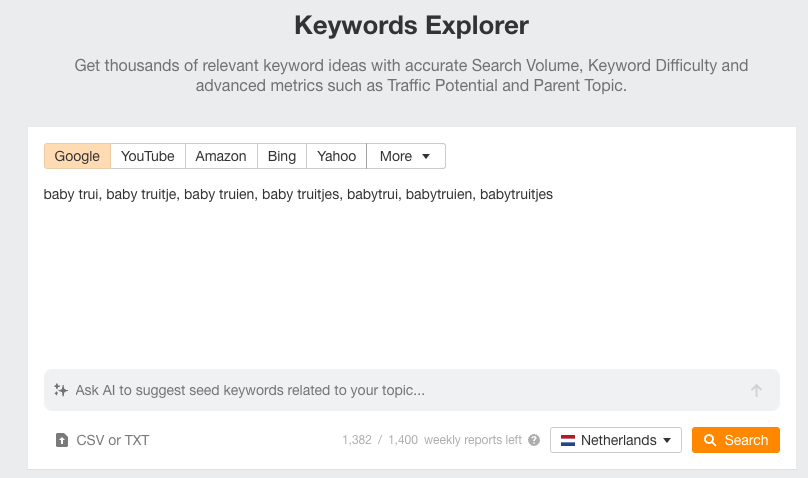 Keywords Explorer
Get thousands of relevant keyword ideas with accurate Search Volume, Keyword Difficulty and
advanced metrics such as Traffic Potential and Parent Topic.
Google YouTube Amazon Bing Yahoo More
baby trui, baby truitje, baby truien, baby truitjes, babytrui, babytruien, babytruitjes
Ask AI to suggest seed keywords related to your topic...
CSV or TXT 1,382 / 1,400 weekly reports left ? Netherlands Search